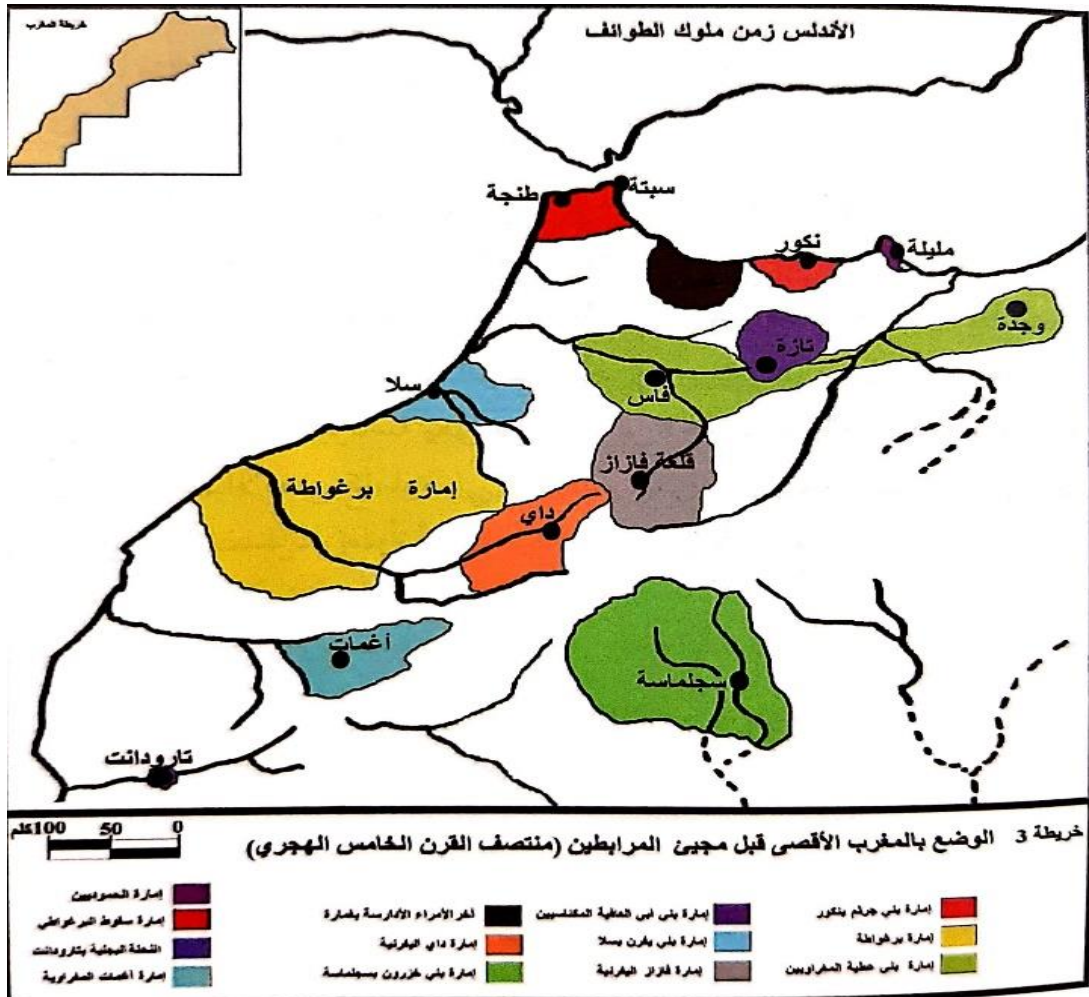 خريطة المغرب
الأندلس زمن ملوك الطوائف
سبتة
طنجة
نكور
مليلة
وجدة
تازة
فاس
سلا
قلعة فازاز
إمارة برغواطة
داي
أغمات
سجلماسة
تارودانت
خريطة 3 الوضع بالمغرب الأقصى قبل مجيئ المرابطين (منتصف القرن الخامس الهجري)
0 50 100كلم
إمارة بني جرثم بنكور
إمارة برغواطة
إمارة بني عطية المغراويين
إمارة بني أبي العافية المكناسيين
إمارة بني يفرن بسلا
إمارة فازاز اليفرنية
آخر الأمراء الأدارسة بغمارة
إمارة داي اليفرنية
إمارة بني خزرون بسجلماسة
إمارة الحموديين
إمارة سقوط البرغواطي
النحلة البجلية بتارودانت
إمارة أغمات المغراوية